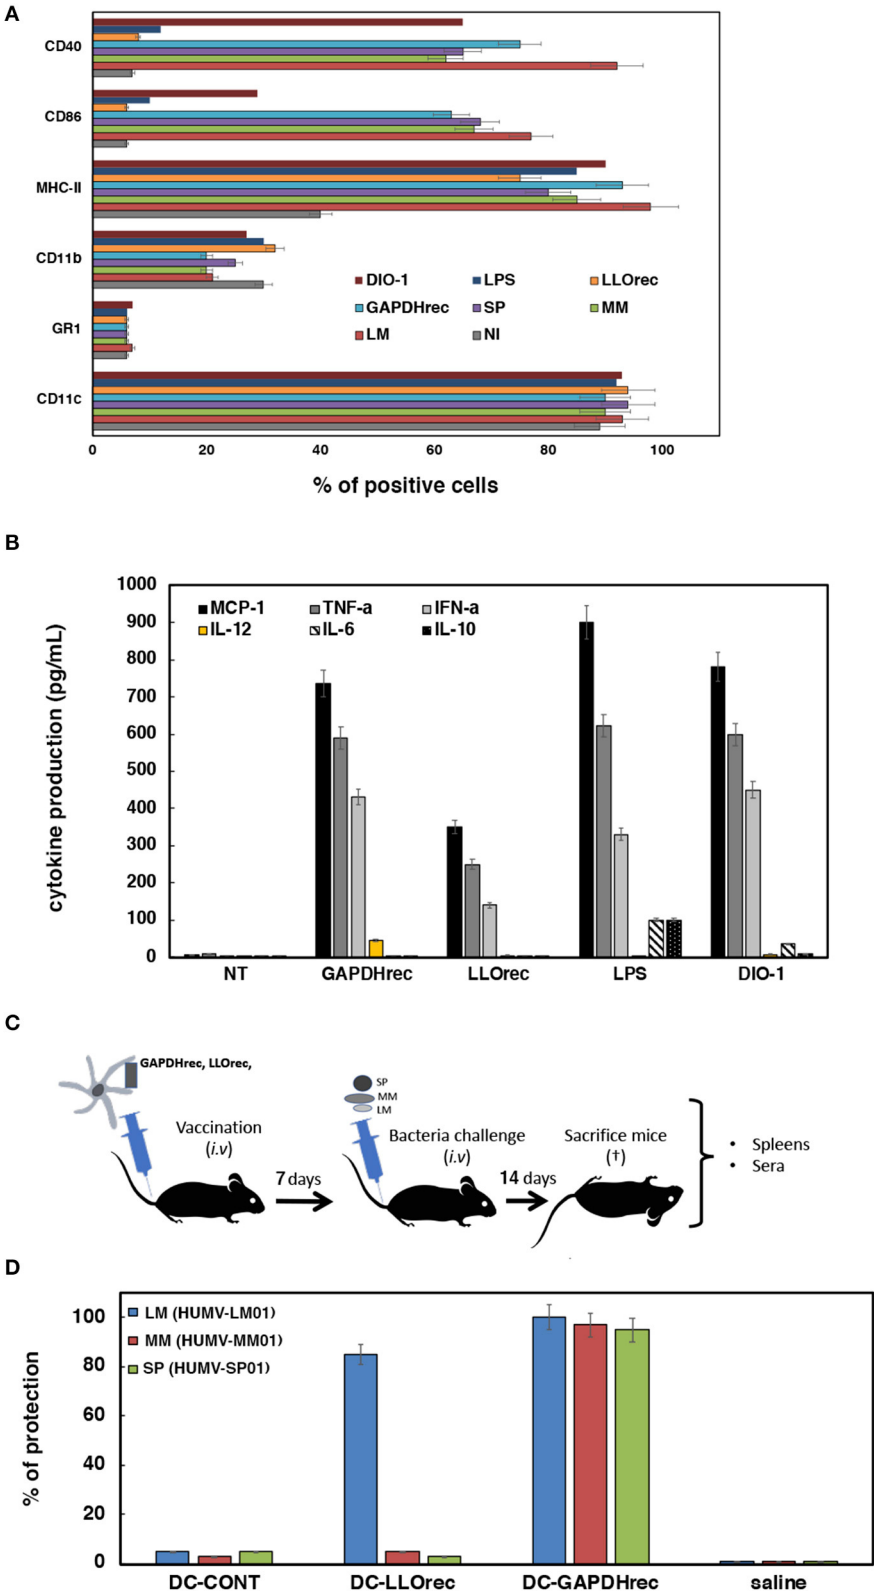 A
CD40
CD86
MHC-II
CD11b
GR1
CD11c
DIO-1 LPS LLOrec
GAPDHrec SP MM
LM NI
0 20 40 60 80 100
% of positive cells
B
cytokine production (pg/mL)
1000
900
800
700
600
500
400
300
200
100
0
MCP-1 TNF-a IFN-a
IL-12 IL-6 IL-10
NT GAPDHrec LLOrec LPS DIO-1
C
GAPDHrec, LLOrec,
SP
MM
LM
Vaccination
(i.v)
7 days
Bacteria challenge
(i.v)
14 days
Sacrifice mice
(†)
• Spleens
• Sera
D
% of protection
100
80
60
40
20
0
LM (HUMV-LM01)
MM (HUMV-MM01)
SP (HUMV-SP01)
DC-CONT DC-LLOrec DC-GAPDHrec saline